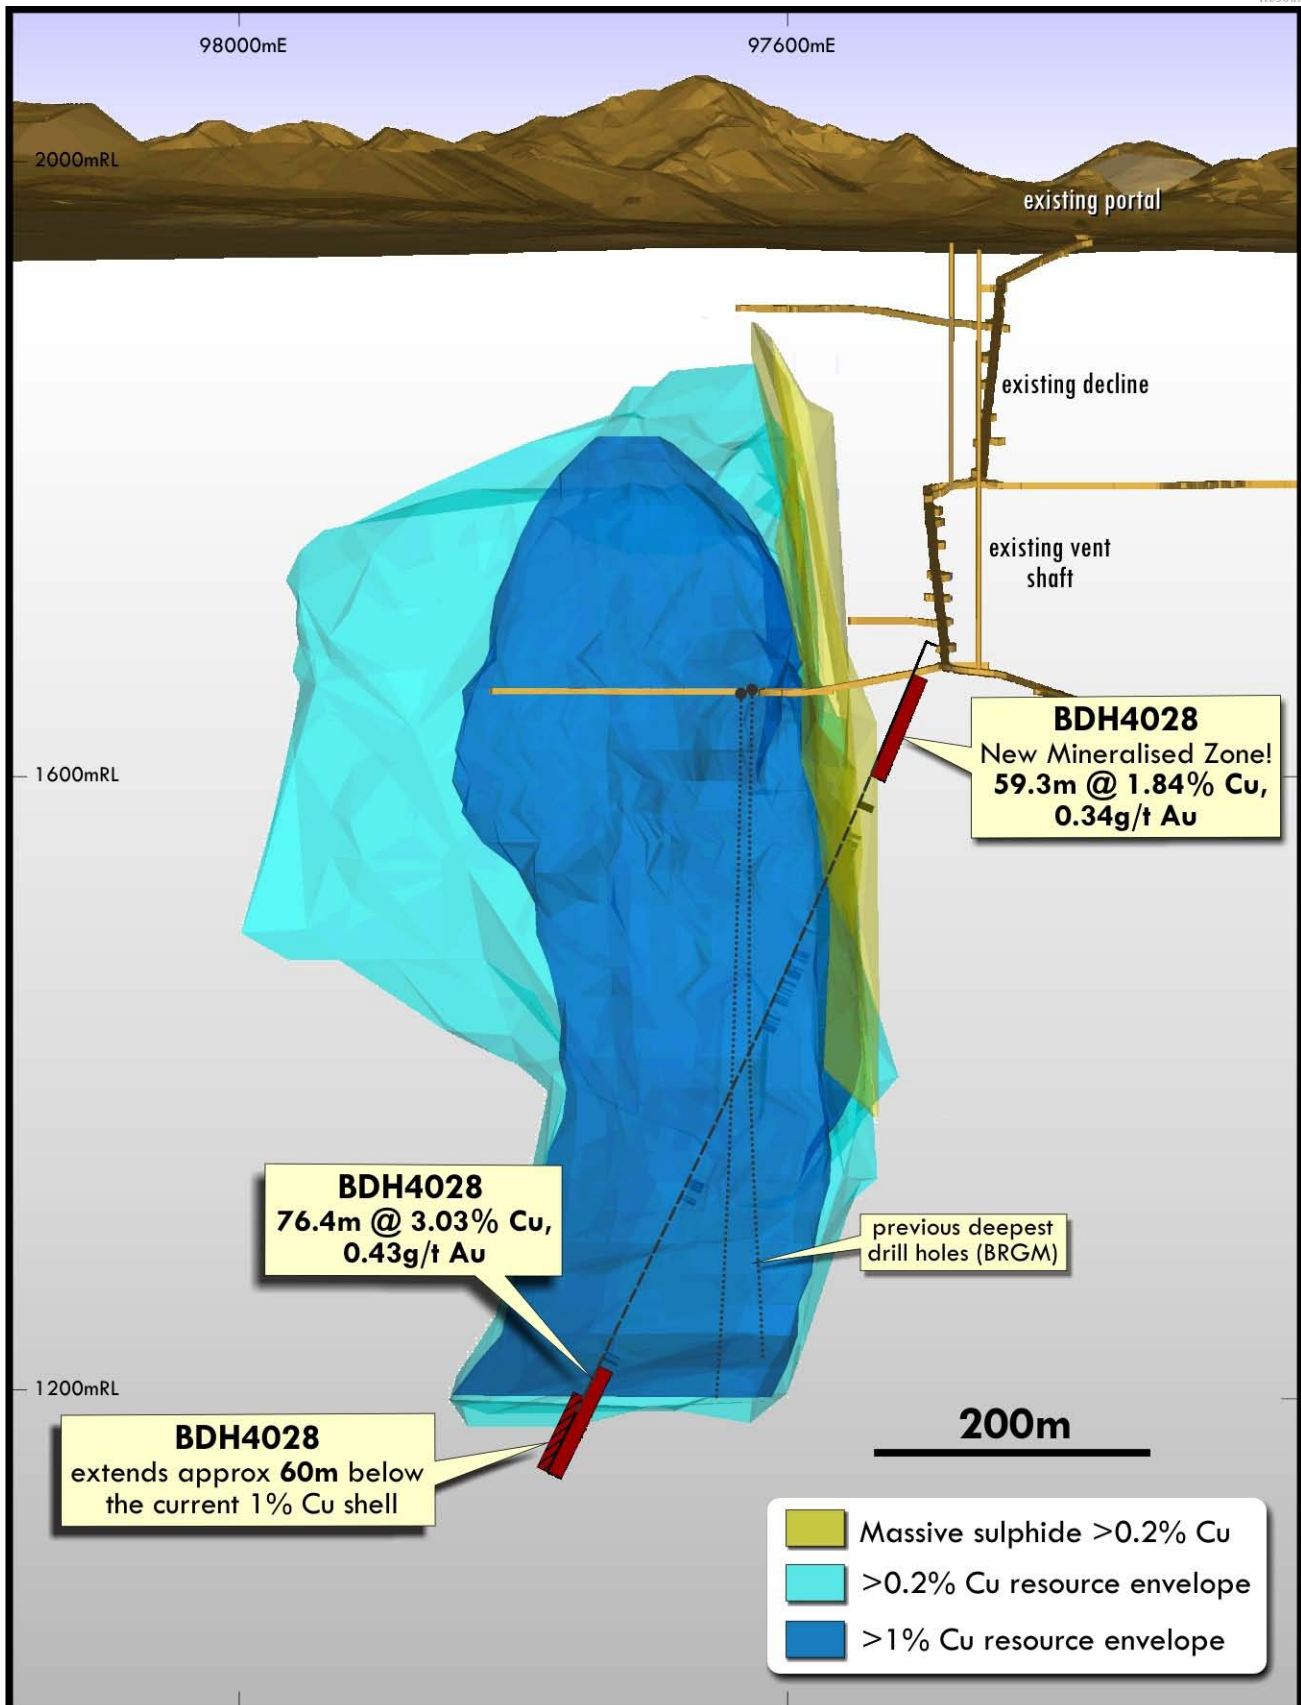 98000mE
97600mE
2000mRL
existing portal
existing decline
existing vent
shaft
BDH4028
New Mineralised Zone!
59.3m @ 1.84% Cu,
0.34g/t Au
1600mRL
BDH4028
76.4m @ 3.03% Cu,
0.43g/t Au
previous deepest
drill holes (BRGM)
1200mRL
BDH4028
extends approx 60m below
the current 1% Cu shell
200m
Massive sulphide >0.2% Cu
>0.2% Cu resource envelope
>1% Cu resource envelope